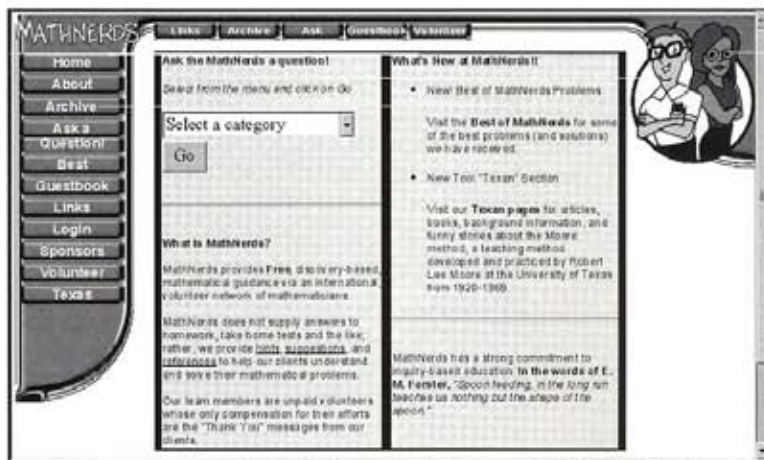 MATHNERDS
Links Archive Ask Guestbook Volunteer
Home
About
Archive
Ask a
Question!
Best
Guestbook
Links
Login
Sponsors
Volunteer
Texas
Ask the MathNerds a question!
Select from the menu and click on Go
Select a category
Go
What is MathNerds?
MathNerds provides Free, discovery-based,
mathematical guidance via an international,
volunteer network of mathematicians.
MathNerds does not supply answers to
homework, take home tests and the like;
rather, we provide hints, suggestions, and
references to help our clients understand
and solve their mathematical problems.
Our team members are unpaid volunteers
whose only compensation for their efforts
are the "Thank You" messages from our
clients.
What's New at MathNerds!!
• New! Best of MathNerds Problems
Visit the Best of MathNerds for some
of the best problems (and solutions)
we have received.
• New Tool "Texan" Section
Visit our Texan pages for articles,
books, background information, and
funny stories about the Moore
method, a teaching method
developed and practiced by Robert
Lee Moore at the University of Texas
from 1920-1969.
MathNerds has a strong commitment to
inquiry-based education. In the words of E.
M. Forster, "Spoon feeding, in the long run
teaches us nothing but the shape of the
spoon."